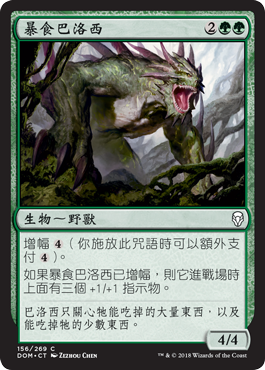 暴食巴洛西 2
生物~野獸
增幅 4(你施放此咒語時可以額外支
付 4)。
如果暴食巴洛西已增幅,則它進戰場時
上面有三個 +1/+1 指示物。
巴洛西只關心牠能吃掉的大量東西,以及
能吃掉牠的少數東西。
4/4
156/269 C
DOM • CT ZEZHOU CHEN
™ & © 2018 Wizards of the Coast